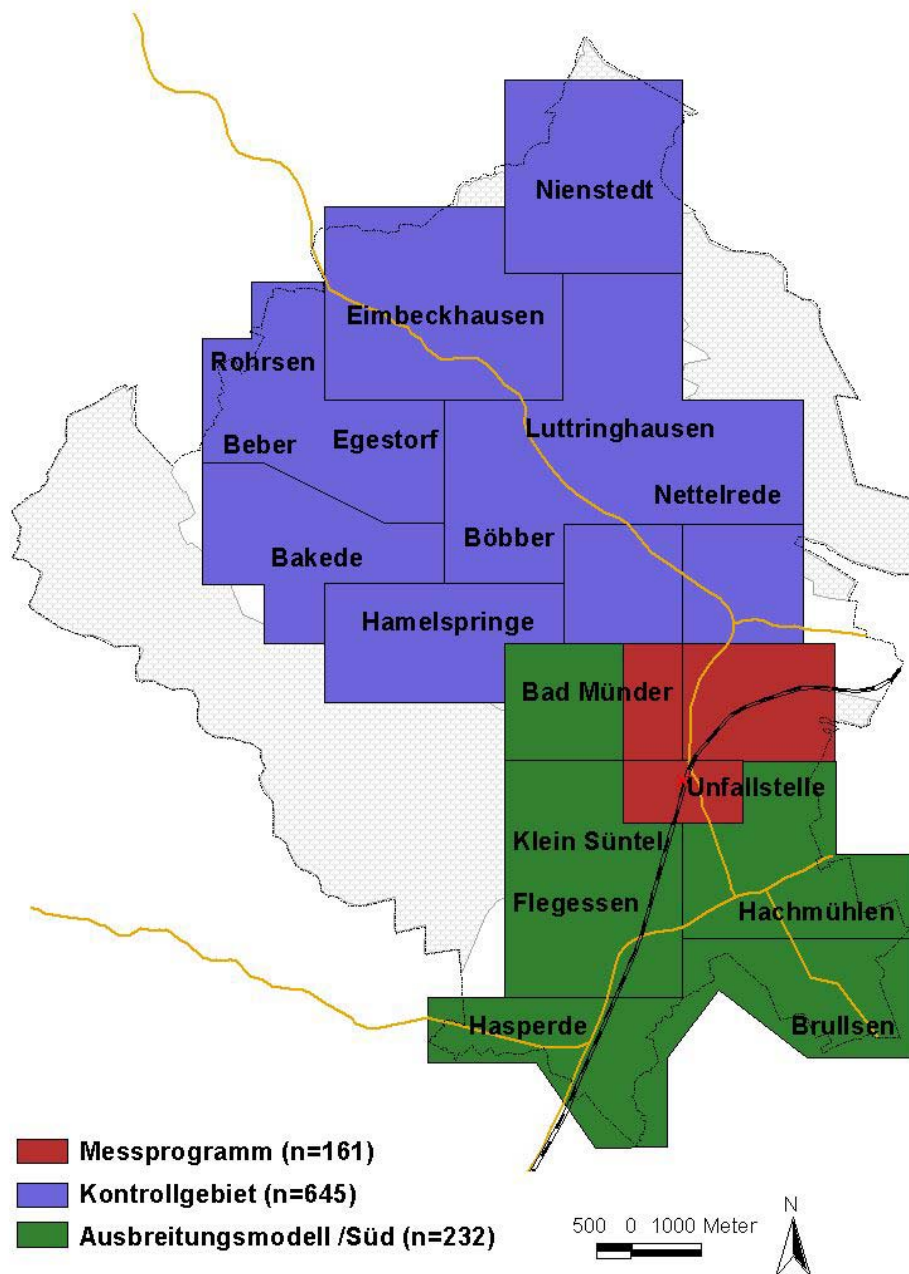 Nienstedt
Eimbeckhausen
Rohrsen
Luttringhausen
Egestorf
Beber
Nettelrede
Böbber
Bakede
Hamelspringe
Bad Münder
Unfallstelle
Klein Süntel
Flegessen
Hachmühlen
Hasperde
Brullsen
Messprogramm (n=161)
Kontrollgebiet (n=645)
Ausbreitungsmodell /Süd (n=232)
500 0 1000 Meter
N